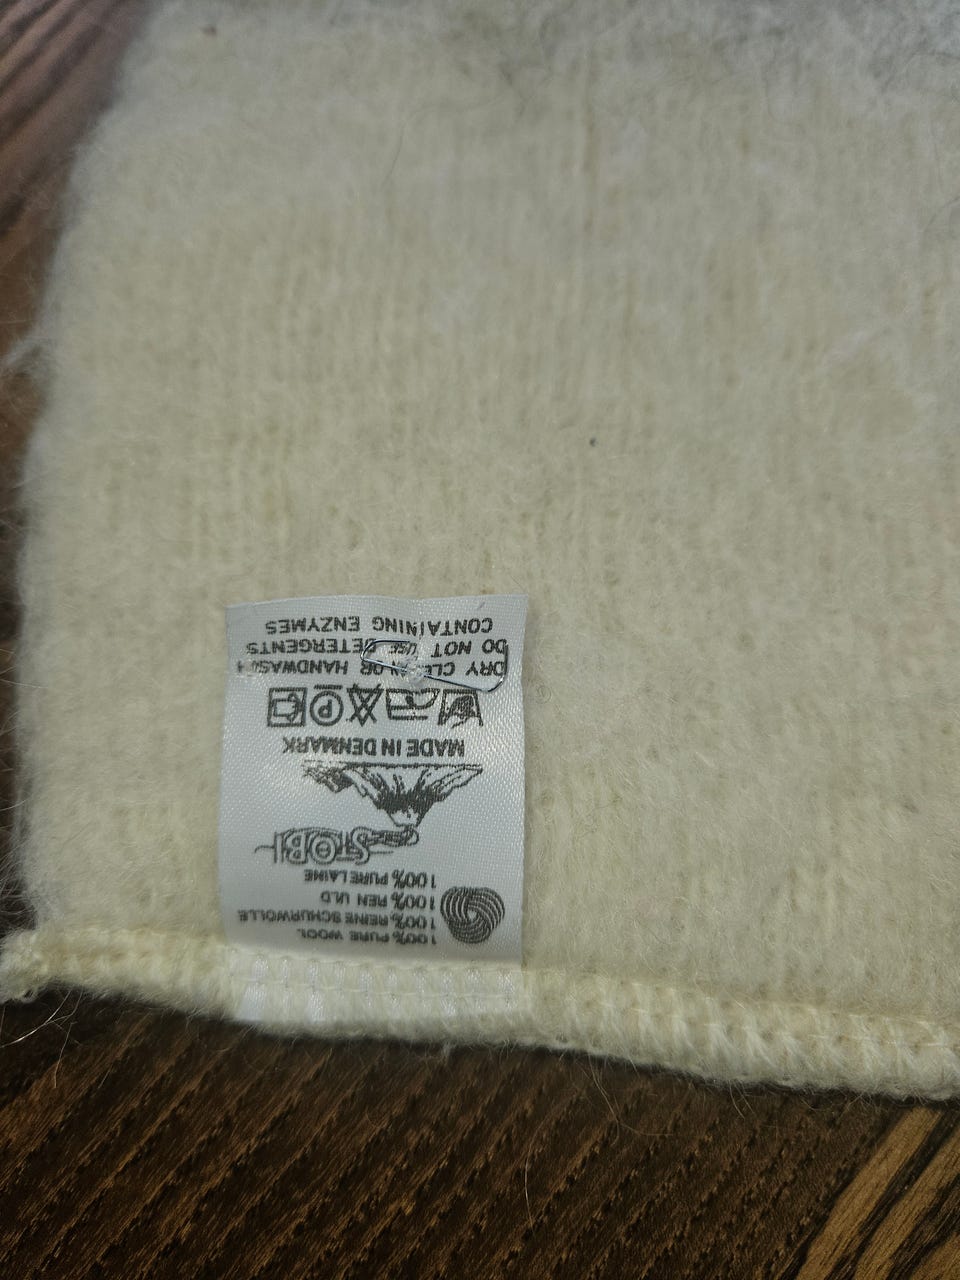 100% PURE WOOL
100% REINE SCHURWOLLE
100% REN ULD
100% PURE LAINE
STOBI
MADE IN DENMARK
P
DRY CLEAN OR HANDWASH
DO NOT USE DETERGENTS
CONTAINING ENZYMES